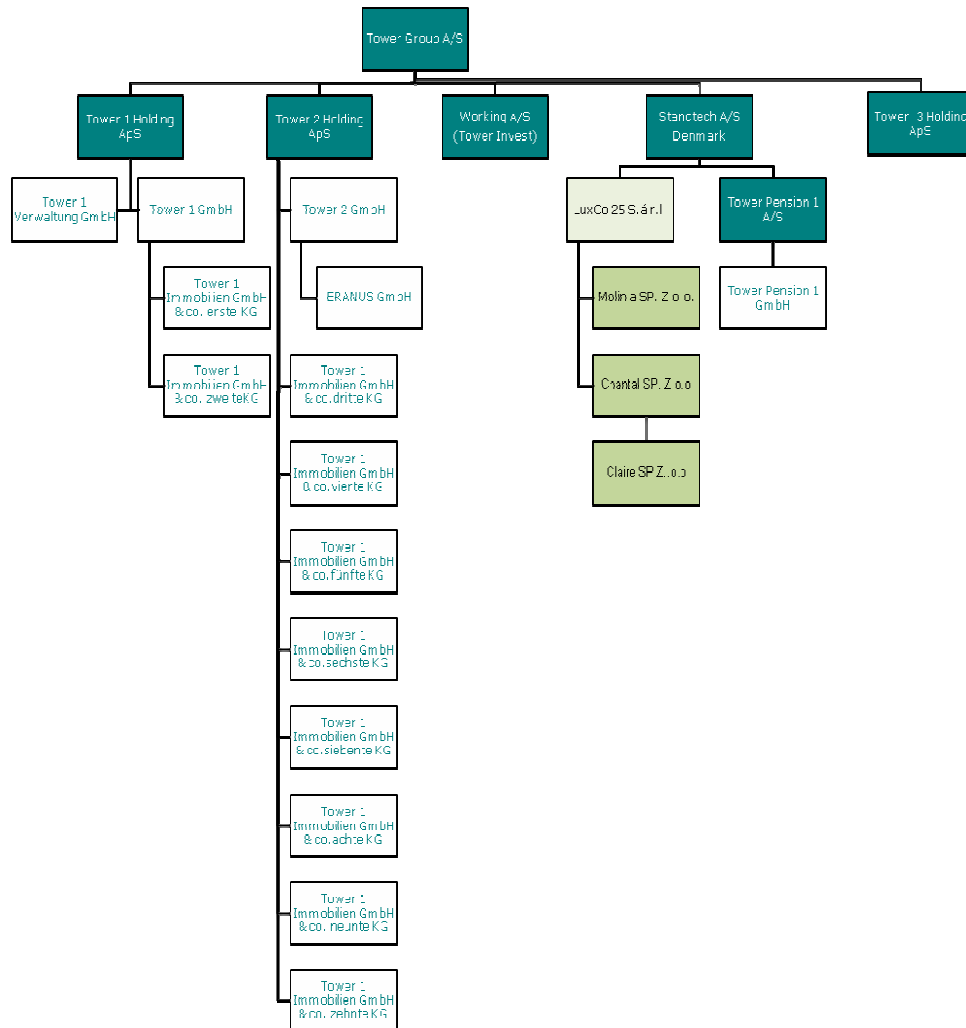 Tower Group A/S
Tower 1 Holding
ApS
Tower 2 Holding
ApS
Working A/S
(Tower Invest)
Stanctech A/S
Denmark
Tower 3 Holding
ApS
Tower 1
Verwaltung GmbH
Tower 1 GmbH
Tower 2 GmbH
LuxCo 25 S.á r.l
Tower Pension 1
A/S
Tower 1
Immobilien GmbH
& co. erste KG
ERANUS GmbH
Molinia SP. Z o.o.
Tower Pension 1
GmbH
Tower 1
Immobilien GmbH
& co. zweite KG
Tower 1
Immobilien GmbH
& co.dritte KG
Chantal SP. Z o.o
Tower 1
Immobilien GmbH
& co.vierte KG
Claire SP Z..o.o
Tower 1
Immobilien GmbH
& co.fünfte KG
Tower 1
Immobilien GmbH
& co.sechste KG
Tower 1
Immobilien GmbH
& co.siebente KG
Tower 1
Immobilien GmbH
& co.achte KG
Tower 1
Immobilien GmbH
& co. neunte KG
Tower 1
Immobilien GmbH
& co. zehnte KG